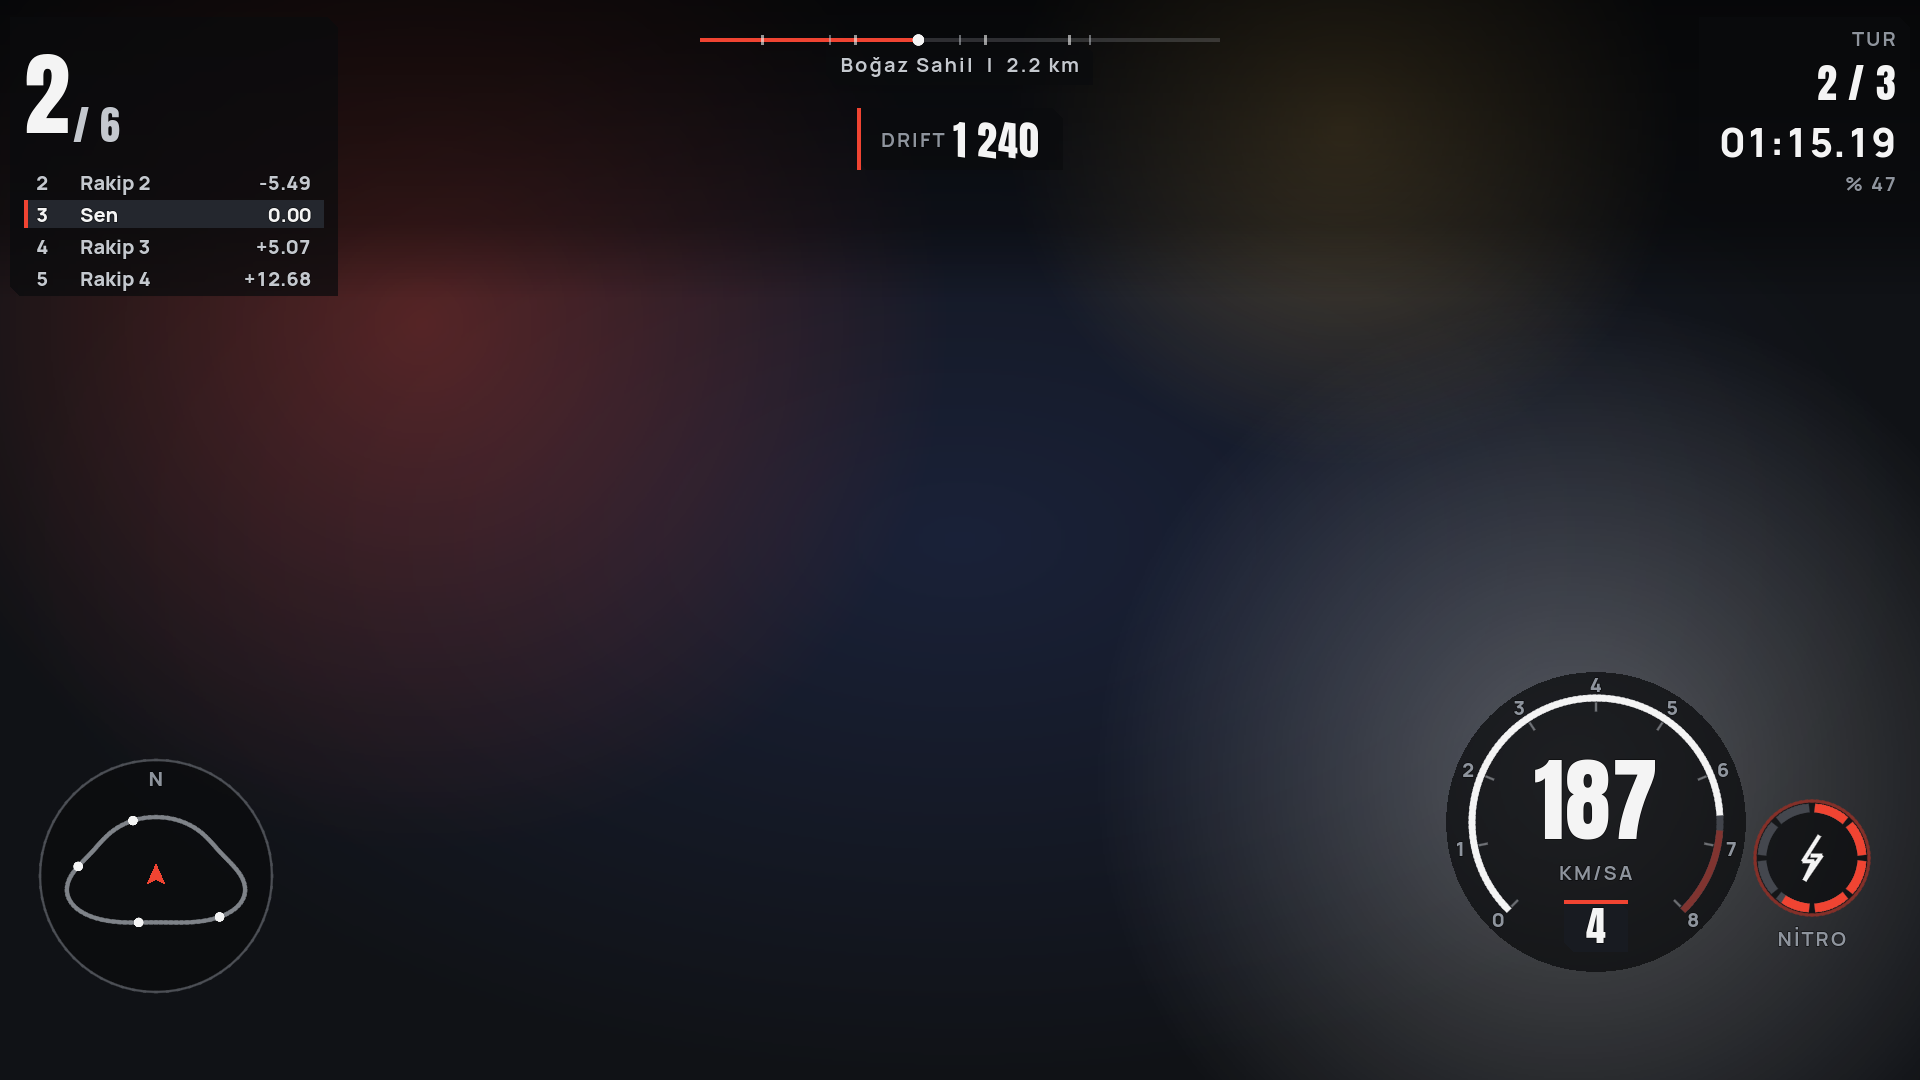 2 / 6
2 Rakip 2 -5.49
3 Sen 0.00
4 Rakip 3 +5.07
5 Rakip 4 +12.68
Boğaz Sahil | 2.2 km
DRIFT 1 240
TUR
2 / 3
01:15.19
% 47
N
0 1 2 3 4 5 6 7 8
187
KM/SA
4
NİTRO